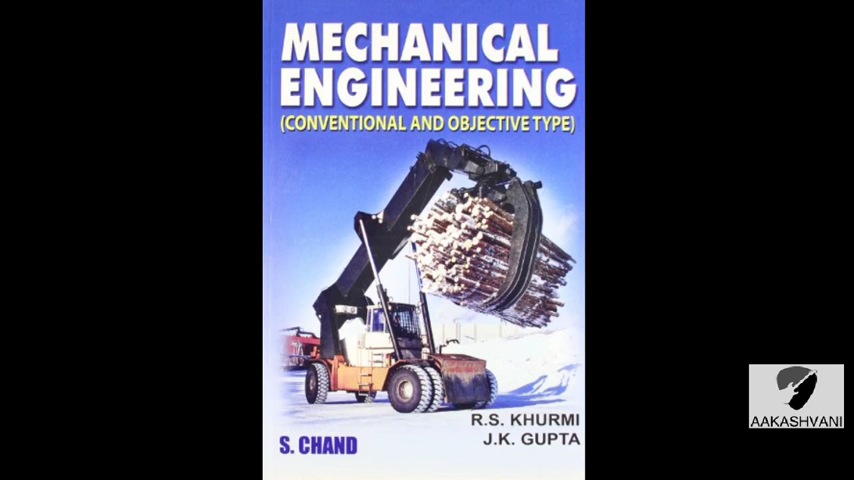 MECHANICAL
ENGINEERING
(CONVENTIONAL AND OBJECTIVE TYPE)
R.S. KHURMI
J.K. GUPTA
S. CHAND
AAKASHVANI